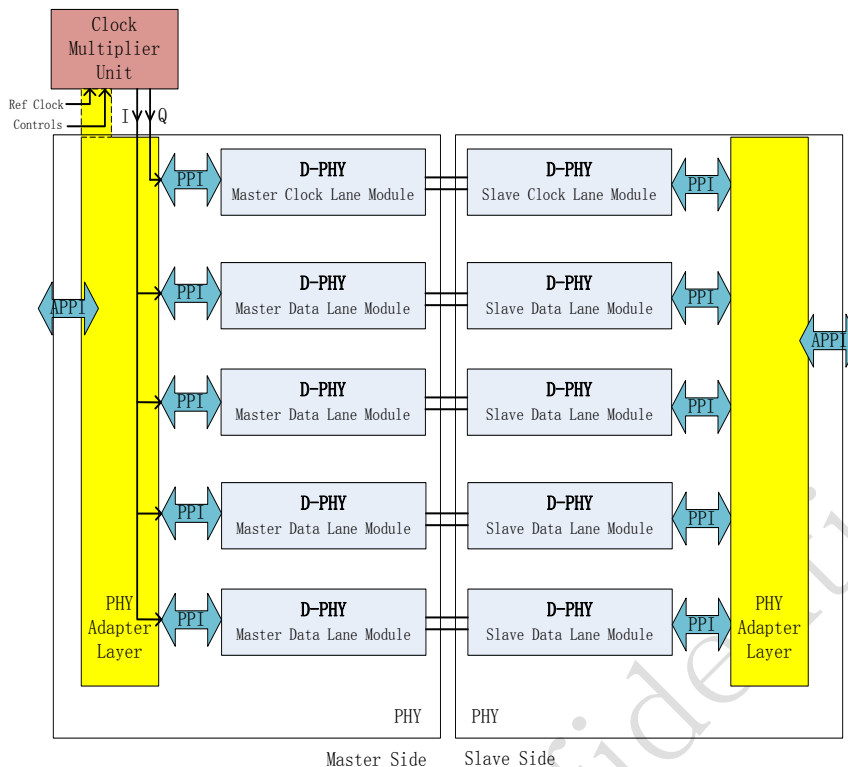 Clock
Multiplier
Unit
Ref Clock
Controls
I
Q
D-PHY
Master Clock Lane Module
D-PHY
Slave Clock Lane Module
PPI
PPI
D-PHY
Master Data Lane Module
D-PHY
Slave Data Lane Module
PPI
PPI
APPI
APPI
D-PHY
Master Data Lane Module
D-PHY
Slave Data Lane Module
PPI
PPI
D-PHY
Master Data Lane Module
D-PHY
Slave Data Lane Module
PPI
PPI
D-PHY
Master Data Lane Module
D-PHY
Slave Data Lane Module
PPI
PPI
PHY
Adapter
Layer
PHY
Adapter
Layer
PHY
PHY
Master Side
Slave Side